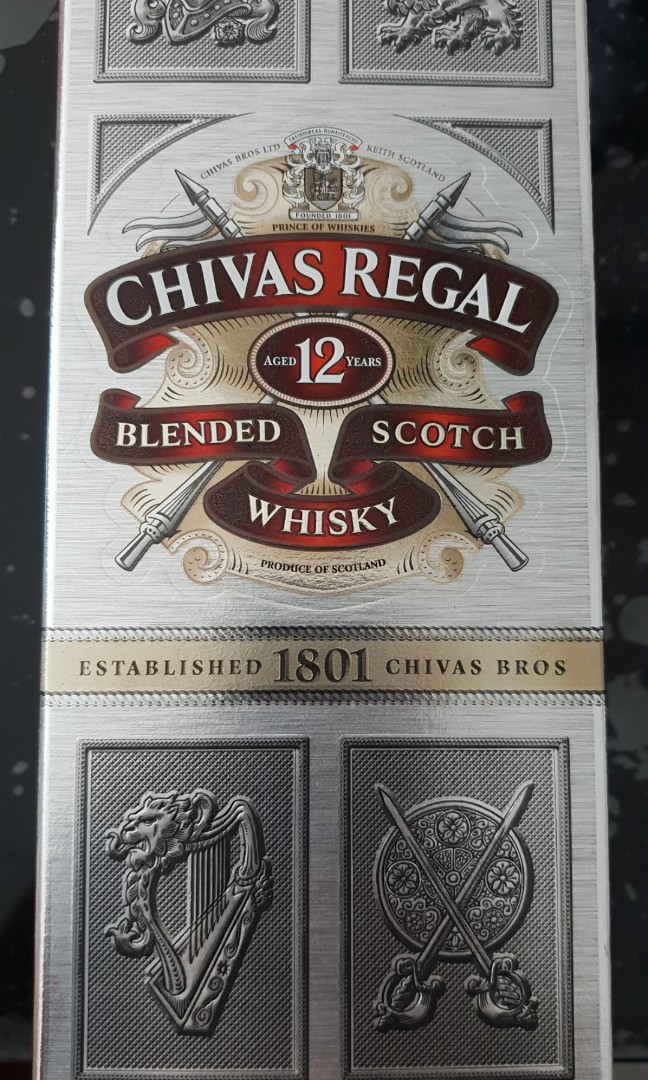 CHIVAS BROS LTD
KEITH SCOTLAND
FOUNDED 1801
PRINCE OF WHISKIES
CHIVAS REGAL
AGED 12 YEARS
BLENDED SCOTCH
WHISKY
PRODUCE OF SCOTLAND
ESTABLISHED 1801 CHIVAS BROS